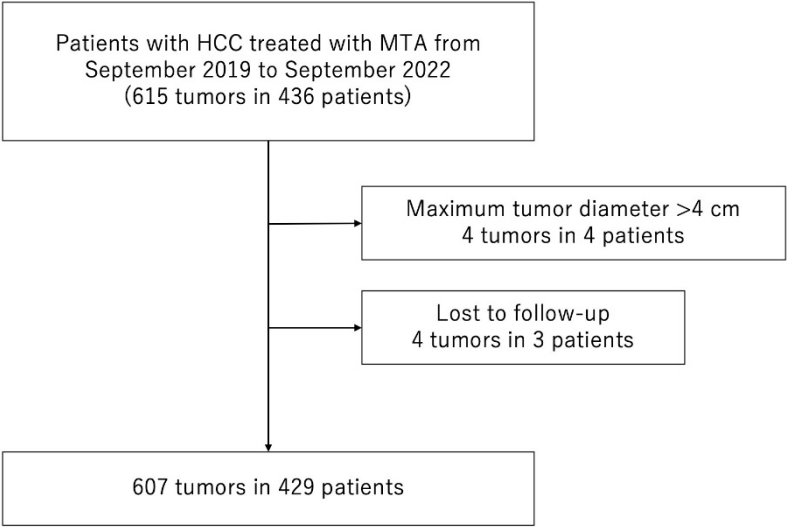 Patients with HCC treated with MTA from
September 2019 to September 2022
(615 tumors in 436 patients)
Maximum tumor diameter >4 cm
4 tumors in 4 patients
Lost to follow-up
4 tumors in 3 patients
607 tumors in 429 patients